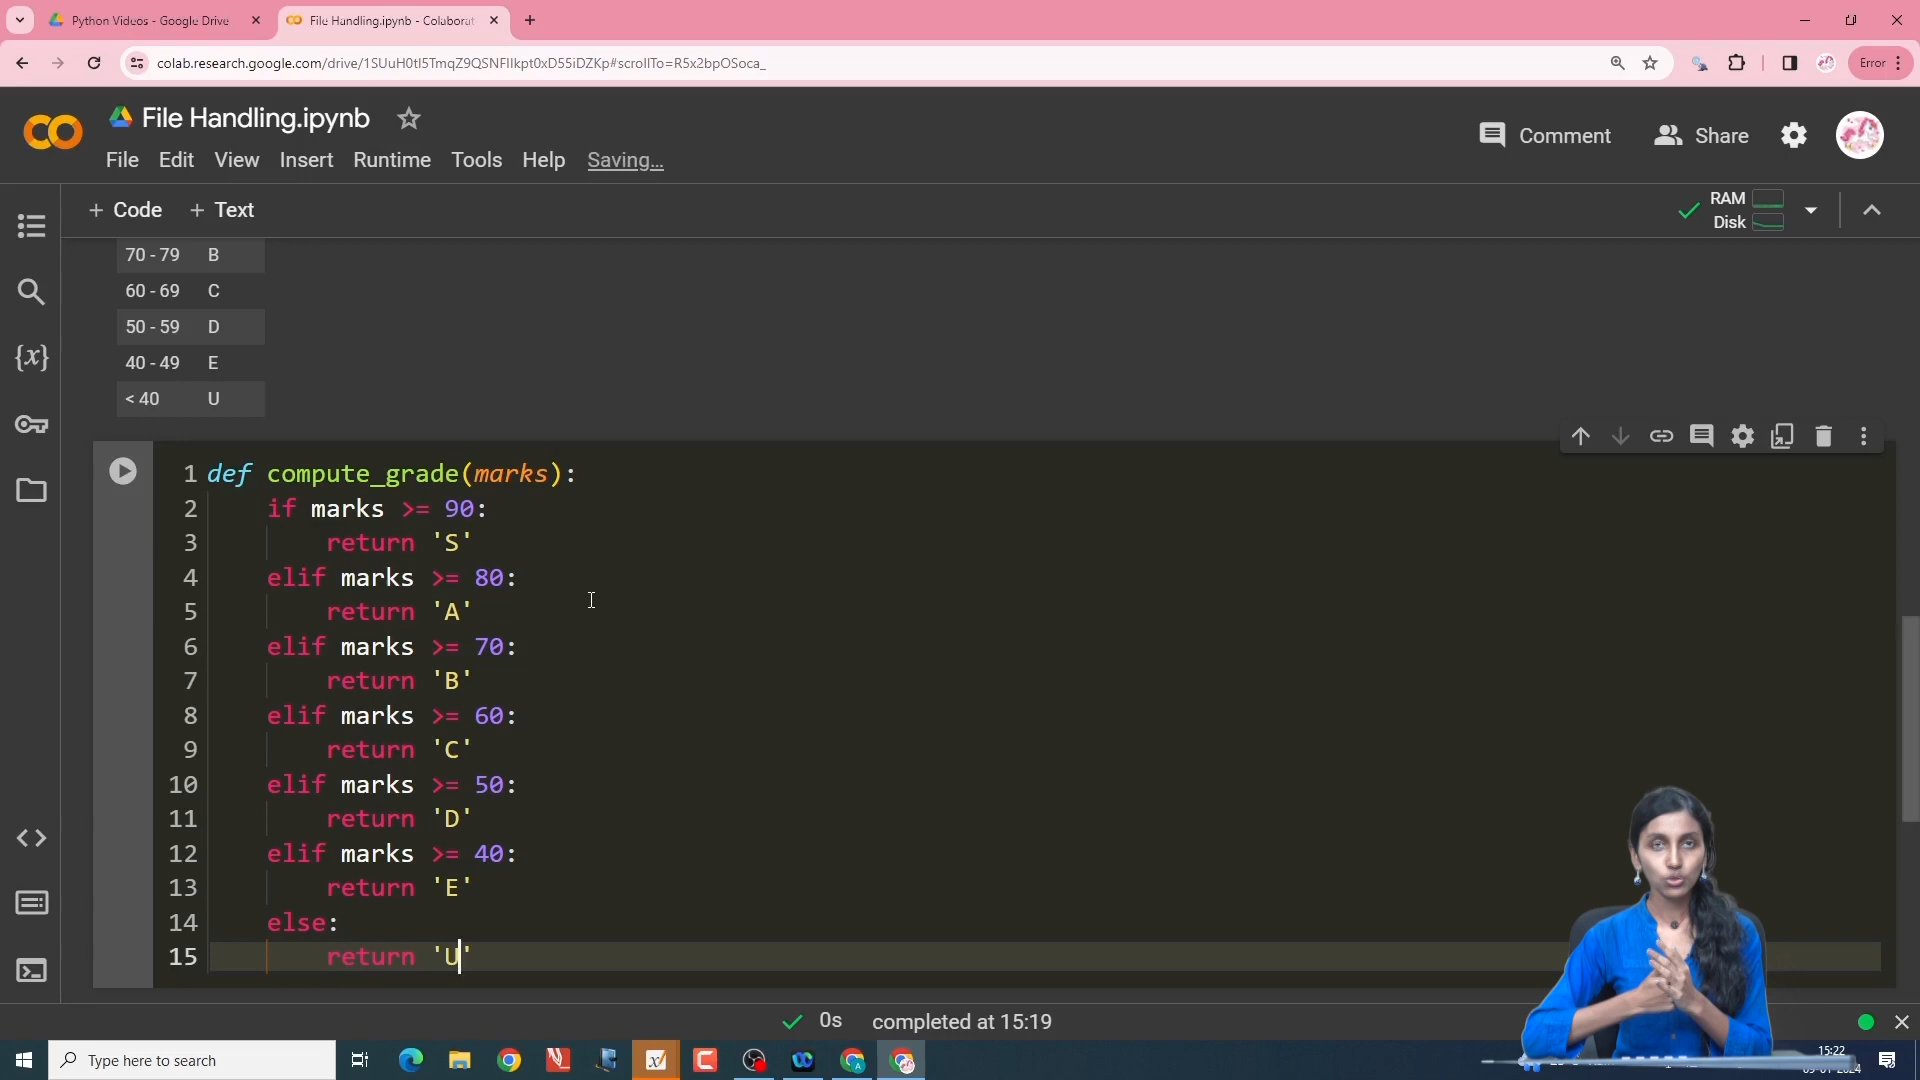 Python Videos - Google Drive
File Handling.ipynb - Colaborat
colab.research.google.com/drive/1SUuH0tI5TmqZ9QSNFIIkpt0xD55iDZKp#scrollTo=R5x2bpOSoca_
Error
CO
File Handling.ipynb
Comment
Share
File Edit View Insert Runtime Tools Help Saving...
+ Code + Text
RAM
Disk
70 - 79 B
60 - 69 C
50 - 59 D
40 - 49 E
< 40 U
{x}
1 def compute_grade(marks):
2 if marks >= 90:
3 return 'S'
4 elif marks >= 80:
5 return 'A'
6 elif marks >= 70:
7 return 'B'
8 elif marks >= 60:
9 return 'C'
10 elif marks >= 50:
11 return 'D'
12 elif marks >= 40:
13 return 'E'
14 else:
15 return 'U'
0s completed at 15:19
Type here to search
15:22